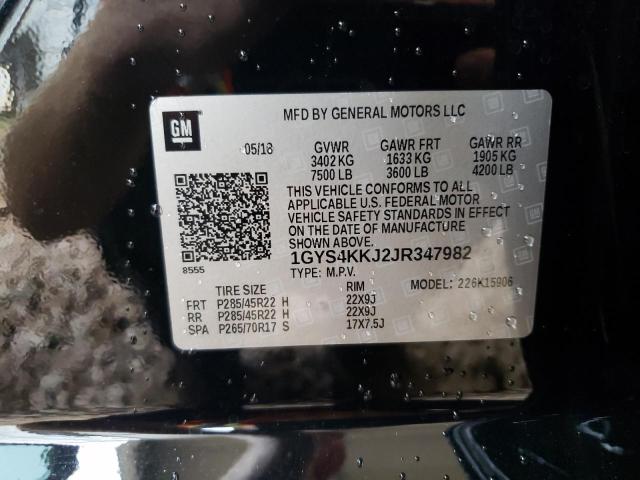 MFD BY GENERAL MOTORS LLC
GM
05/18 GVWR GAWR FRT GAWR RR
3402 KG 1633 KG 1905 KG
7500 LB 3600 LB 4200 LB
THIS VEHICLE CONFORMS TO ALL
APPLICABLE U.S. FEDERAL MOTOR
VEHICLE SAFETY STANDARDS IN EFFECT
ON THE DATE OF MANUFACTURE
SHOWN ABOVE.
8555
1GYS4KKJ2JR347982
TYPE: M.P.V. MODEL: 226K15906
TIRE SIZE RIM
FRT P285/45R22 H 22X9J
RR P285/45R22 H 22X9J
SPA P265/70R17 S 17X7.5J